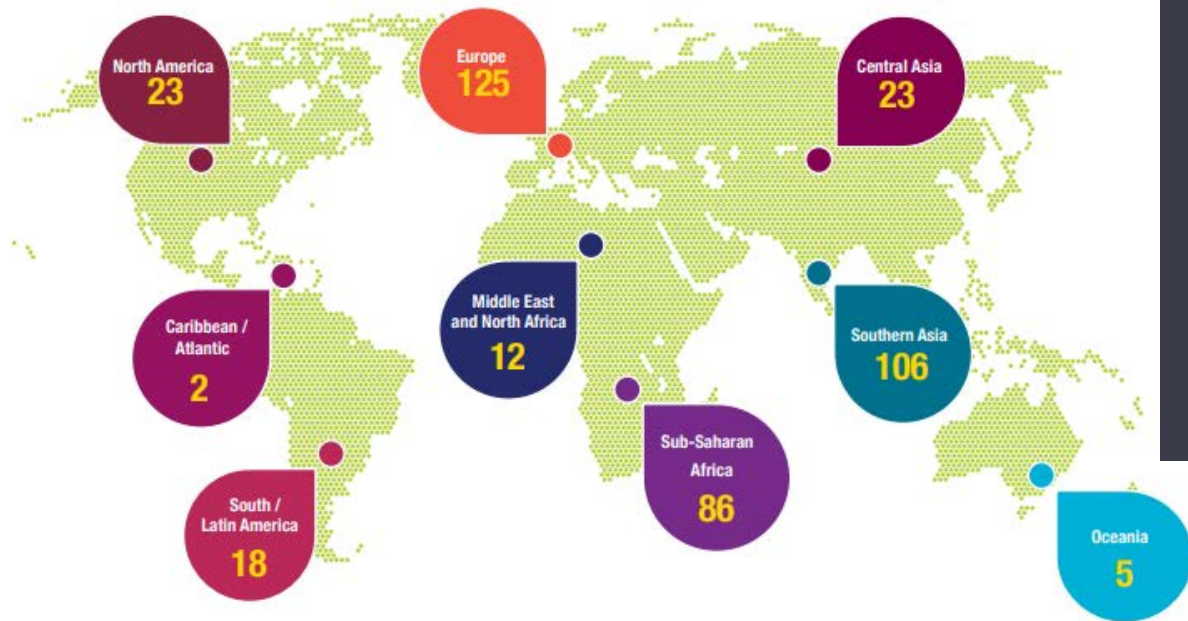 North America
23
Europe
125
Central Asia
23
Caribbean /
Atlantic
2
Middle East
and North Africa
12
Southern Asia
106
South /
Latin America
18
Sub-Saharan
Africa
86
Oceania
5